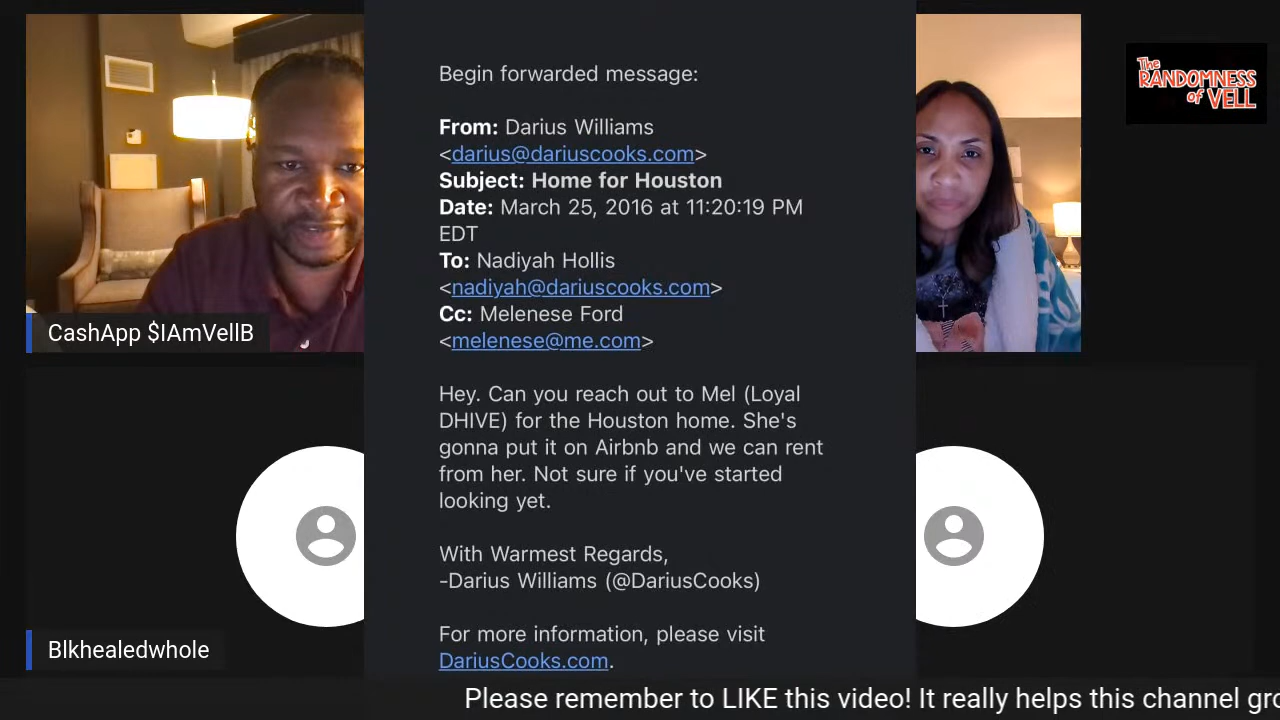 The
RANDOMNESS
of VELL
Begin forwarded message:
From: Darius Williams
<darius@dariuscooks.com>
Subject: Home for Houston
Date: March 25, 2016 at 11:20:19 PM
EDT
To: Nadiyah Hollis
<nadiyah@dariuscooks.com>
Cc: Melenese Ford
<melenese@me.com>
Hey. Can you reach out to Mel (Loyal
DHIVE) for the Houston home. She's
gonna put it on Airbnb and we can rent
from her. Not sure if you've started
looking yet.
With Warmest Regards,
-Darius Williams (@DariusCooks)
For more information, please visit
DariusCooks.com.
CashApp $IAmVellB
Blkhealedwhole
Please remember to LIKE this video! It really helps this channel gro